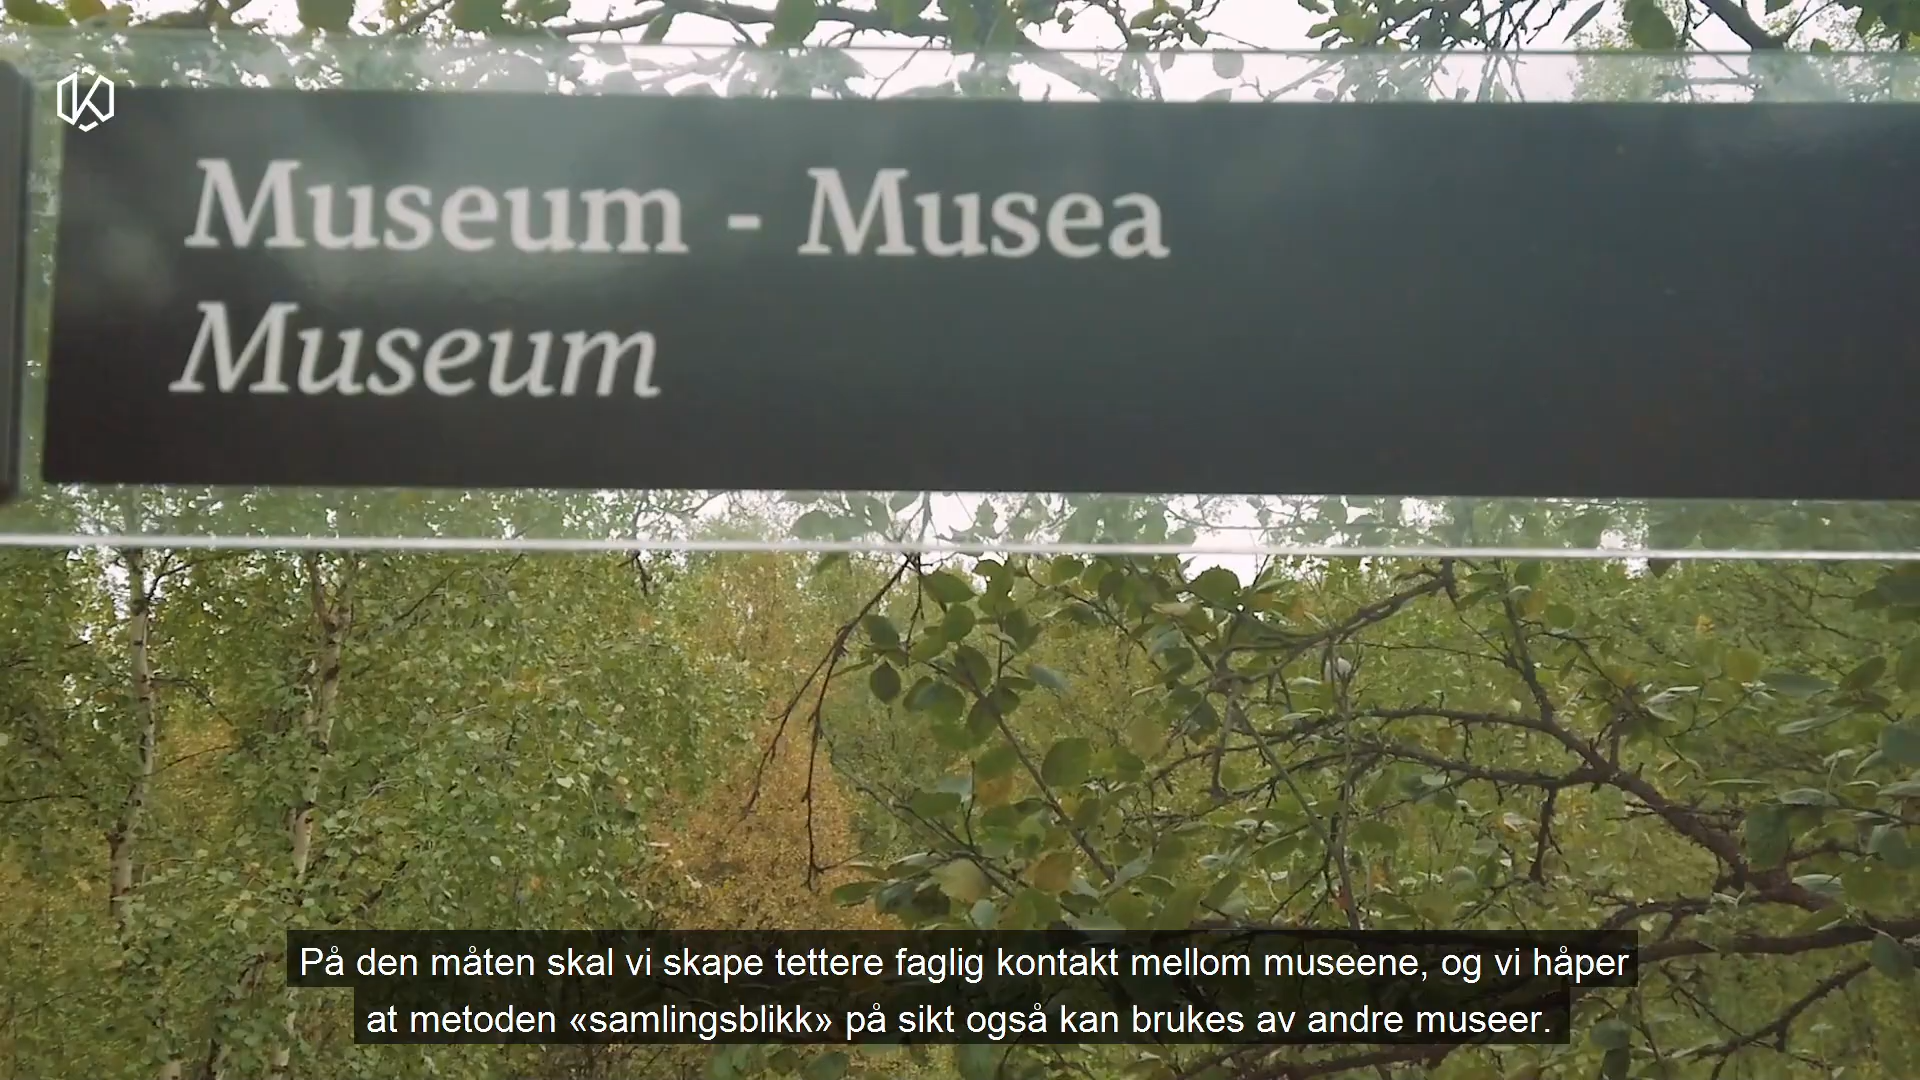 Museum - Musea
Museum
På den måten skal vi skape tettere faglig kontakt mellom museene, og vi håper
at metoden «samlingsblikk» på sikt også kan brukes av andre museer.